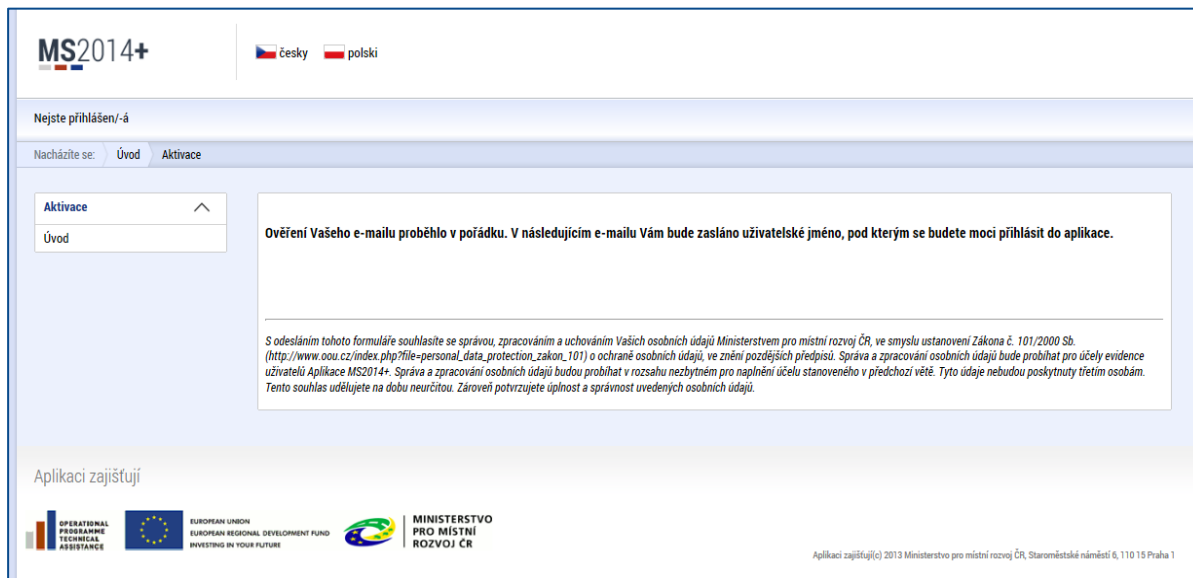 MS2014+
česky polski
Nejste přihlášen/-á
Nacházíte se: Úvod Aktivace
Aktivace
Úvod
Ověření Vašeho e-mailu proběhlo v pořádku. V následujícím e-mailu Vám bude zasláno uživatelské jméno, pod kterým se budete moci přihlásit do aplikace.
S odesláním tohoto formuláře souhlasíte se správou, zpracováním a uchováním Vašich osobních údajů Ministerstvem pro místní rozvoj ČR, ve smyslu ustanovení Zákona č. 101/2000 Sb.
(http://www.oou.cz/index.php?file=personal_data_protection_zakon_101) o ochraně osobních údajů, ve znění pozdějších předpisů. Správa a zpracování osobních údajů bude probíhat pro účely evidence
uživatelů Aplikace MS2014+. Správa a zpracování osobních údajů budou probíhat v rozsahu nezbytném pro naplnění účelu stanoveného v předchozí větě. Tyto údaje nebudou poskytnuty třetím osobám.
Tento souhlas udělujete na dobu neurčitou. Zároveň potvrzujete úplnost a správnost uvedených osobních údajů.
Aplikaci zajišťují
OPERATIONAL
PROGRAMME
TECHNICAL
ASSISTANCE
EUROPEAN UNION
EUROPEAN REGIONAL DEVELOPMENT FUND
INVESTING IN YOUR FUTURE
MINISTERSTVO
PRO MÍSTNÍ
ROZVOJ ČR
Aplikaci zajišťují(c) 2013 Ministerstvo pro místní rozvoj ČR, Staroměstské náměstí 6, 110 15 Praha 1